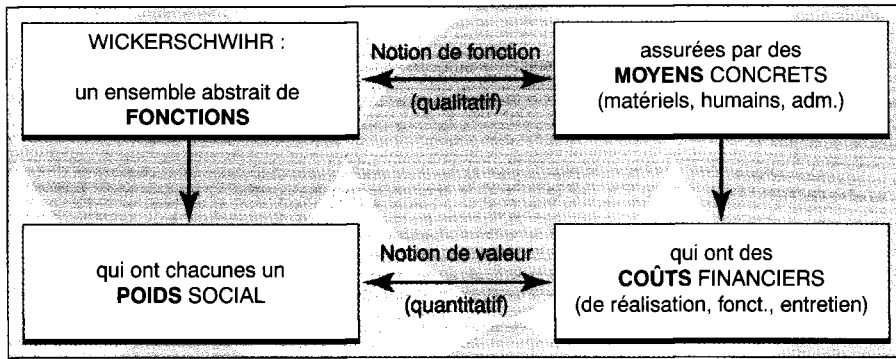 WICKERSCHWIHR :
un ensemble abstrait de
FONCTIONS
Notion de fonction
(qualitatif)
assurées par des
MOYENS CONCRETS
(matériels, humains, adm.)
qui ont chacunes un
POIDS SOCIAL
Notion de valeur
(quantitatif)
qui ont des
COÛTS FINANCIERS
(de réalisation, fonct., entretien)